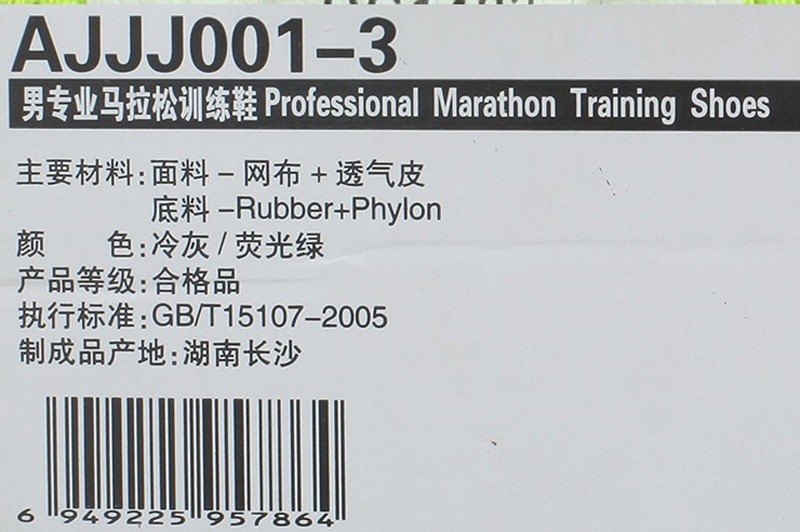 AJJJ001-3
男专业马拉松训练鞋 Professional Marathon Training Shoes
主要材料:面料-网布+透气皮
底料-Rubber+Phylon
颜 色:冷灰/荧光绿
产品等级:合格品
执行标准:GB/T15107-2005
制成品产地:湖南长沙
6 949225 957864